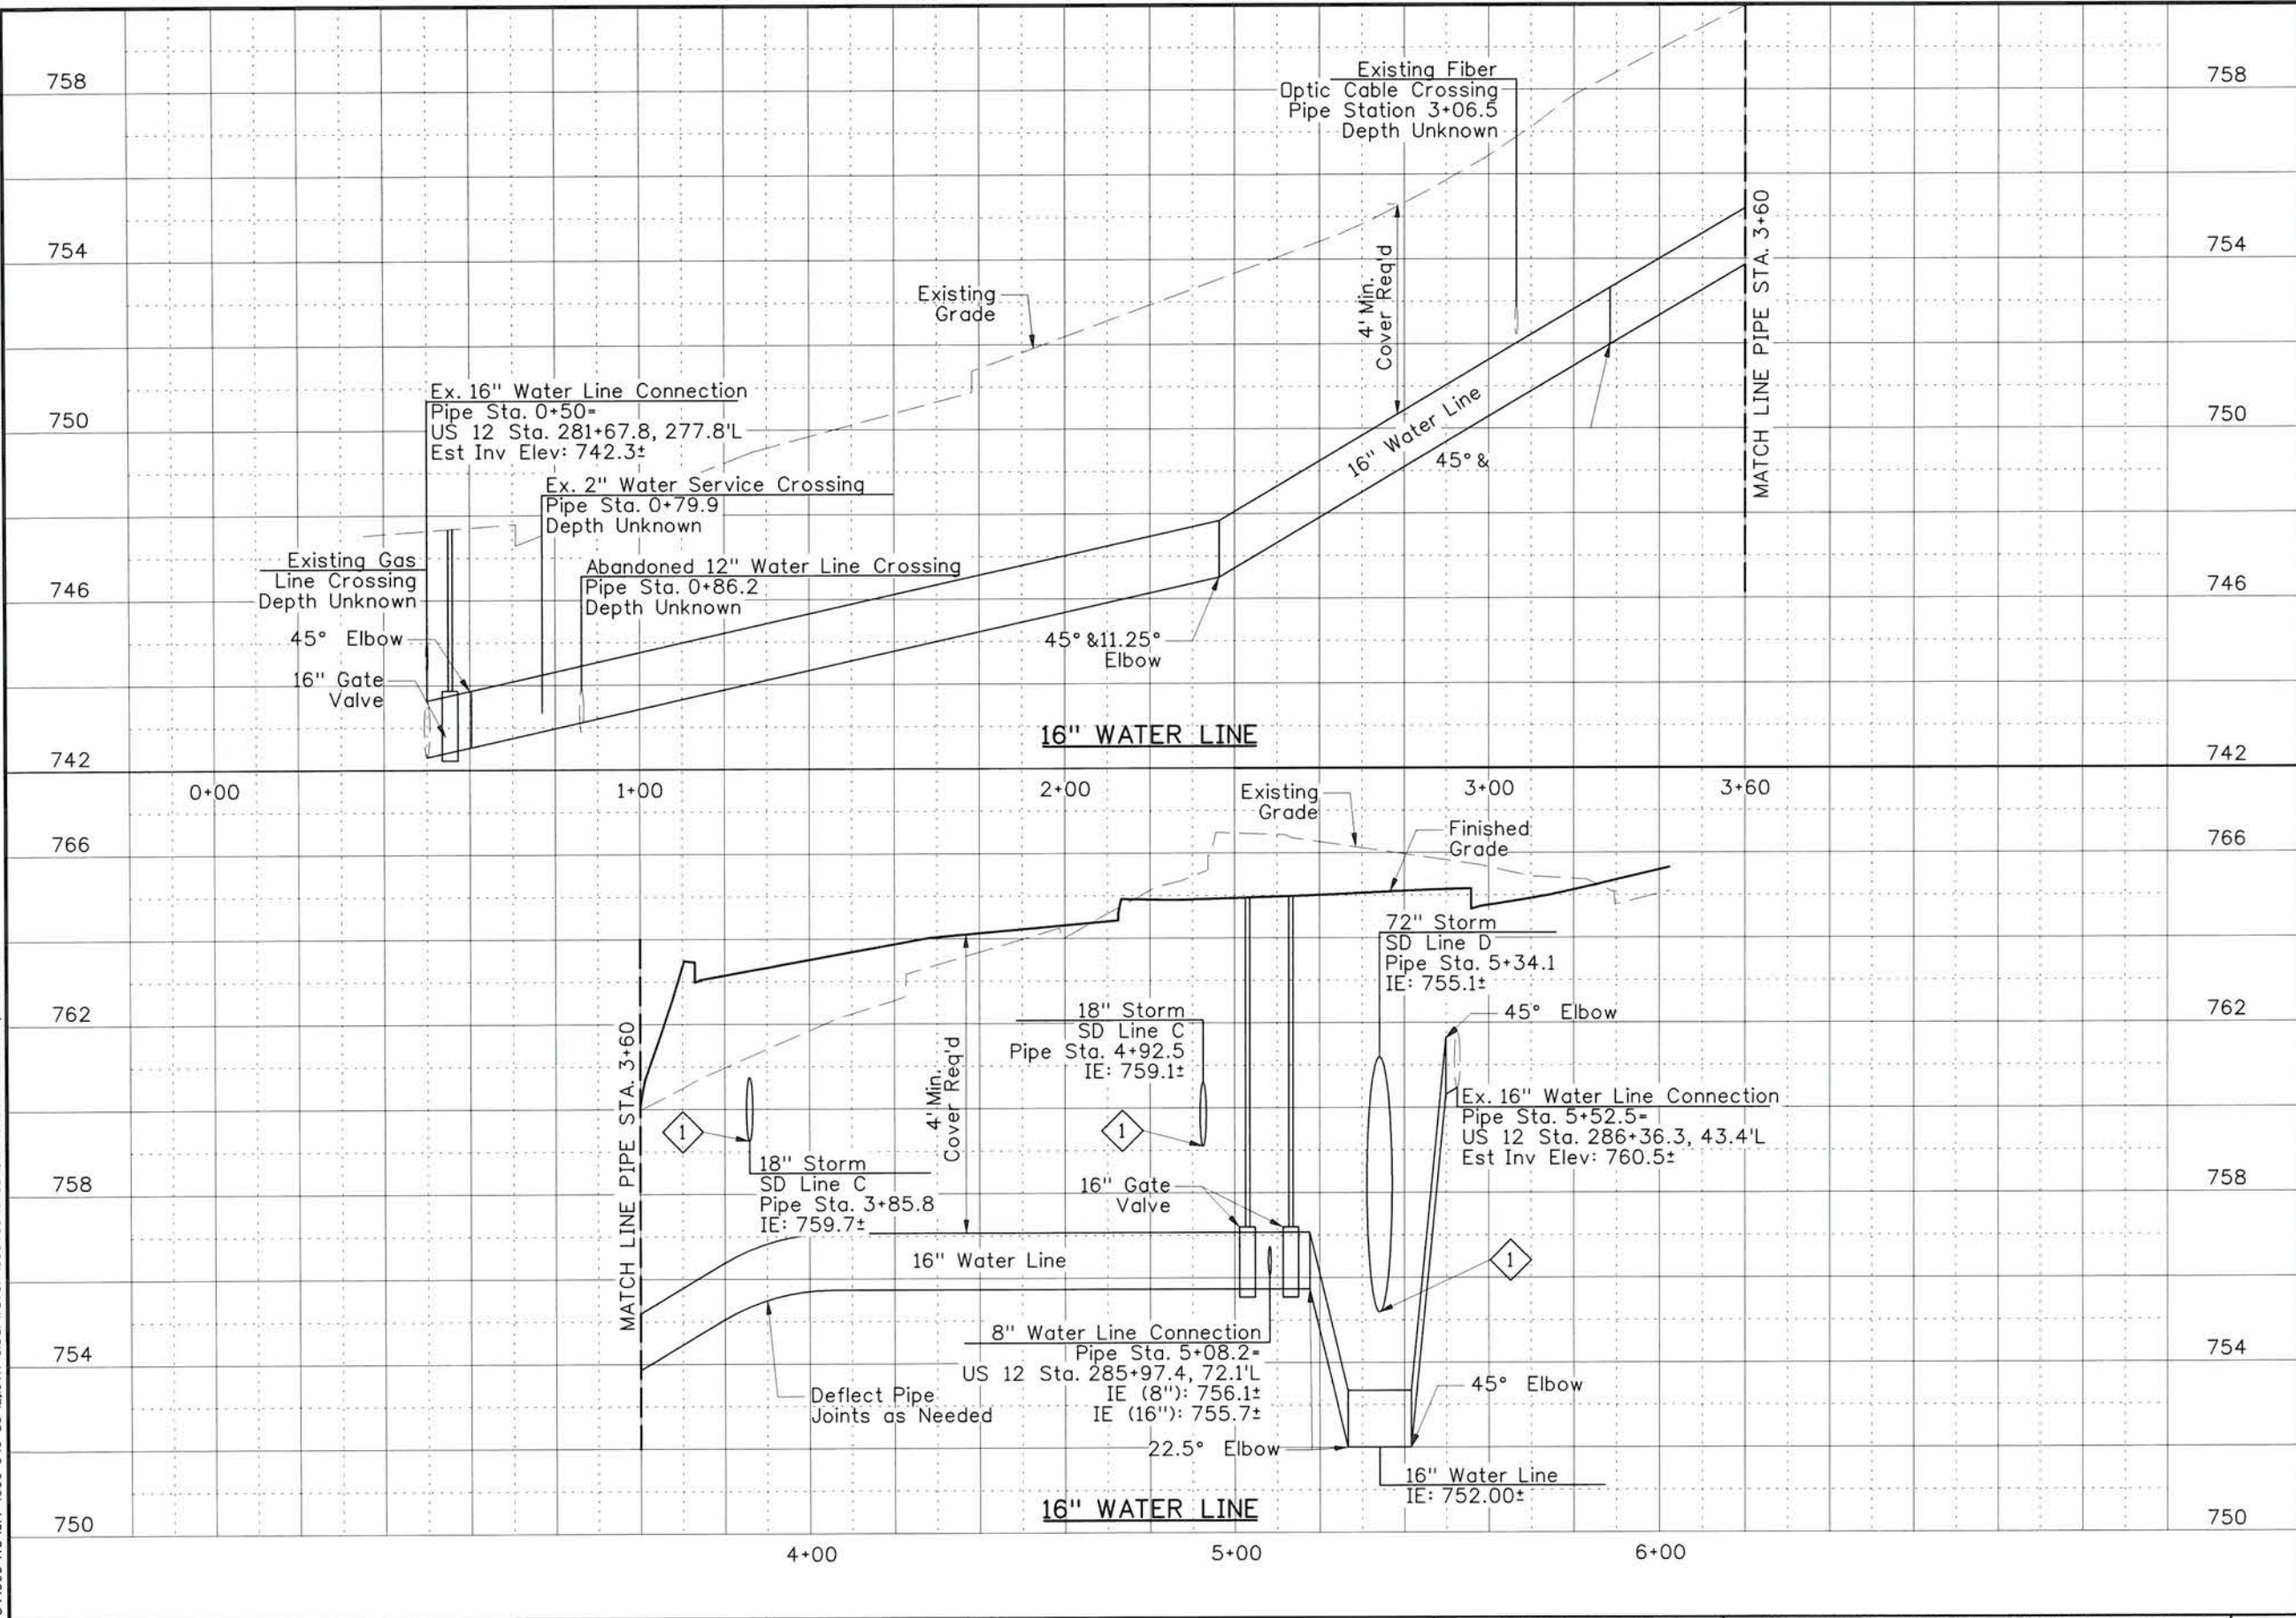 758
754
750
746
742
758
754
750
746
742
Existing Fiber
Optic Cable Crossing
Pipe Station 3+06.5
Depth Unknown
MATCH LINE PIPE STA. 3+60
4' Min.
Cover Req'd
Existing
Grade
Ex. 16" Water Line Connection
Pipe Sta. 0+50=
US 12 Sta. 281+67.8, 277.8'L
Est Inv Elev: 742.3±
Ex. 2" Water Service Crossing
Pipe Sta. 0+79.9
Depth Unknown
Existing Gas
Line Crossing
Depth Unknown
Abandoned 12" Water Line Crossing
Pipe Sta. 0+86.2
Depth Unknown
16" Water Line
45° &
45° Elbow
45° &11.25°
Elbow
16" Gate
Valve
16" WATER LINE
0+00
1+00
2+00
3+00
3+60
766
762
758
754
750
766
762
758
754
750
Existing
Grade
Finished
Grade
MATCH LINE PIPE STA. 3+60
4' Min.
Cover Req'd
72" Storm
SD Line D
Pipe Sta. 5+34.1
IE: 755.1±
18" Storm
SD Line C
Pipe Sta. 4+92.5
IE: 759.1±
45° Elbow
1
1
Ex. 16" Water Line Connection
Pipe Sta. 5+52.5=
US 12 Sta. 286+36.3, 43.4'L
Est Inv Elev: 760.5±
18" Storm
SD Line C
Pipe Sta. 3+85.8
IE: 759.7±
16" Gate
Valve
16" Water Line
1
8" Water Line Connection
Pipe Sta. 5+08.2=
US 12 Sta. 285+97.4, 72.1'L
IE (8"): 756.1±
IE (16"): 755.7±
Deflect Pipe
Joints as Needed
45° Elbow
22.5° Elbow
16" Water Line
IE: 752.00±
16" WATER LINE
4+00
5+00
6+00